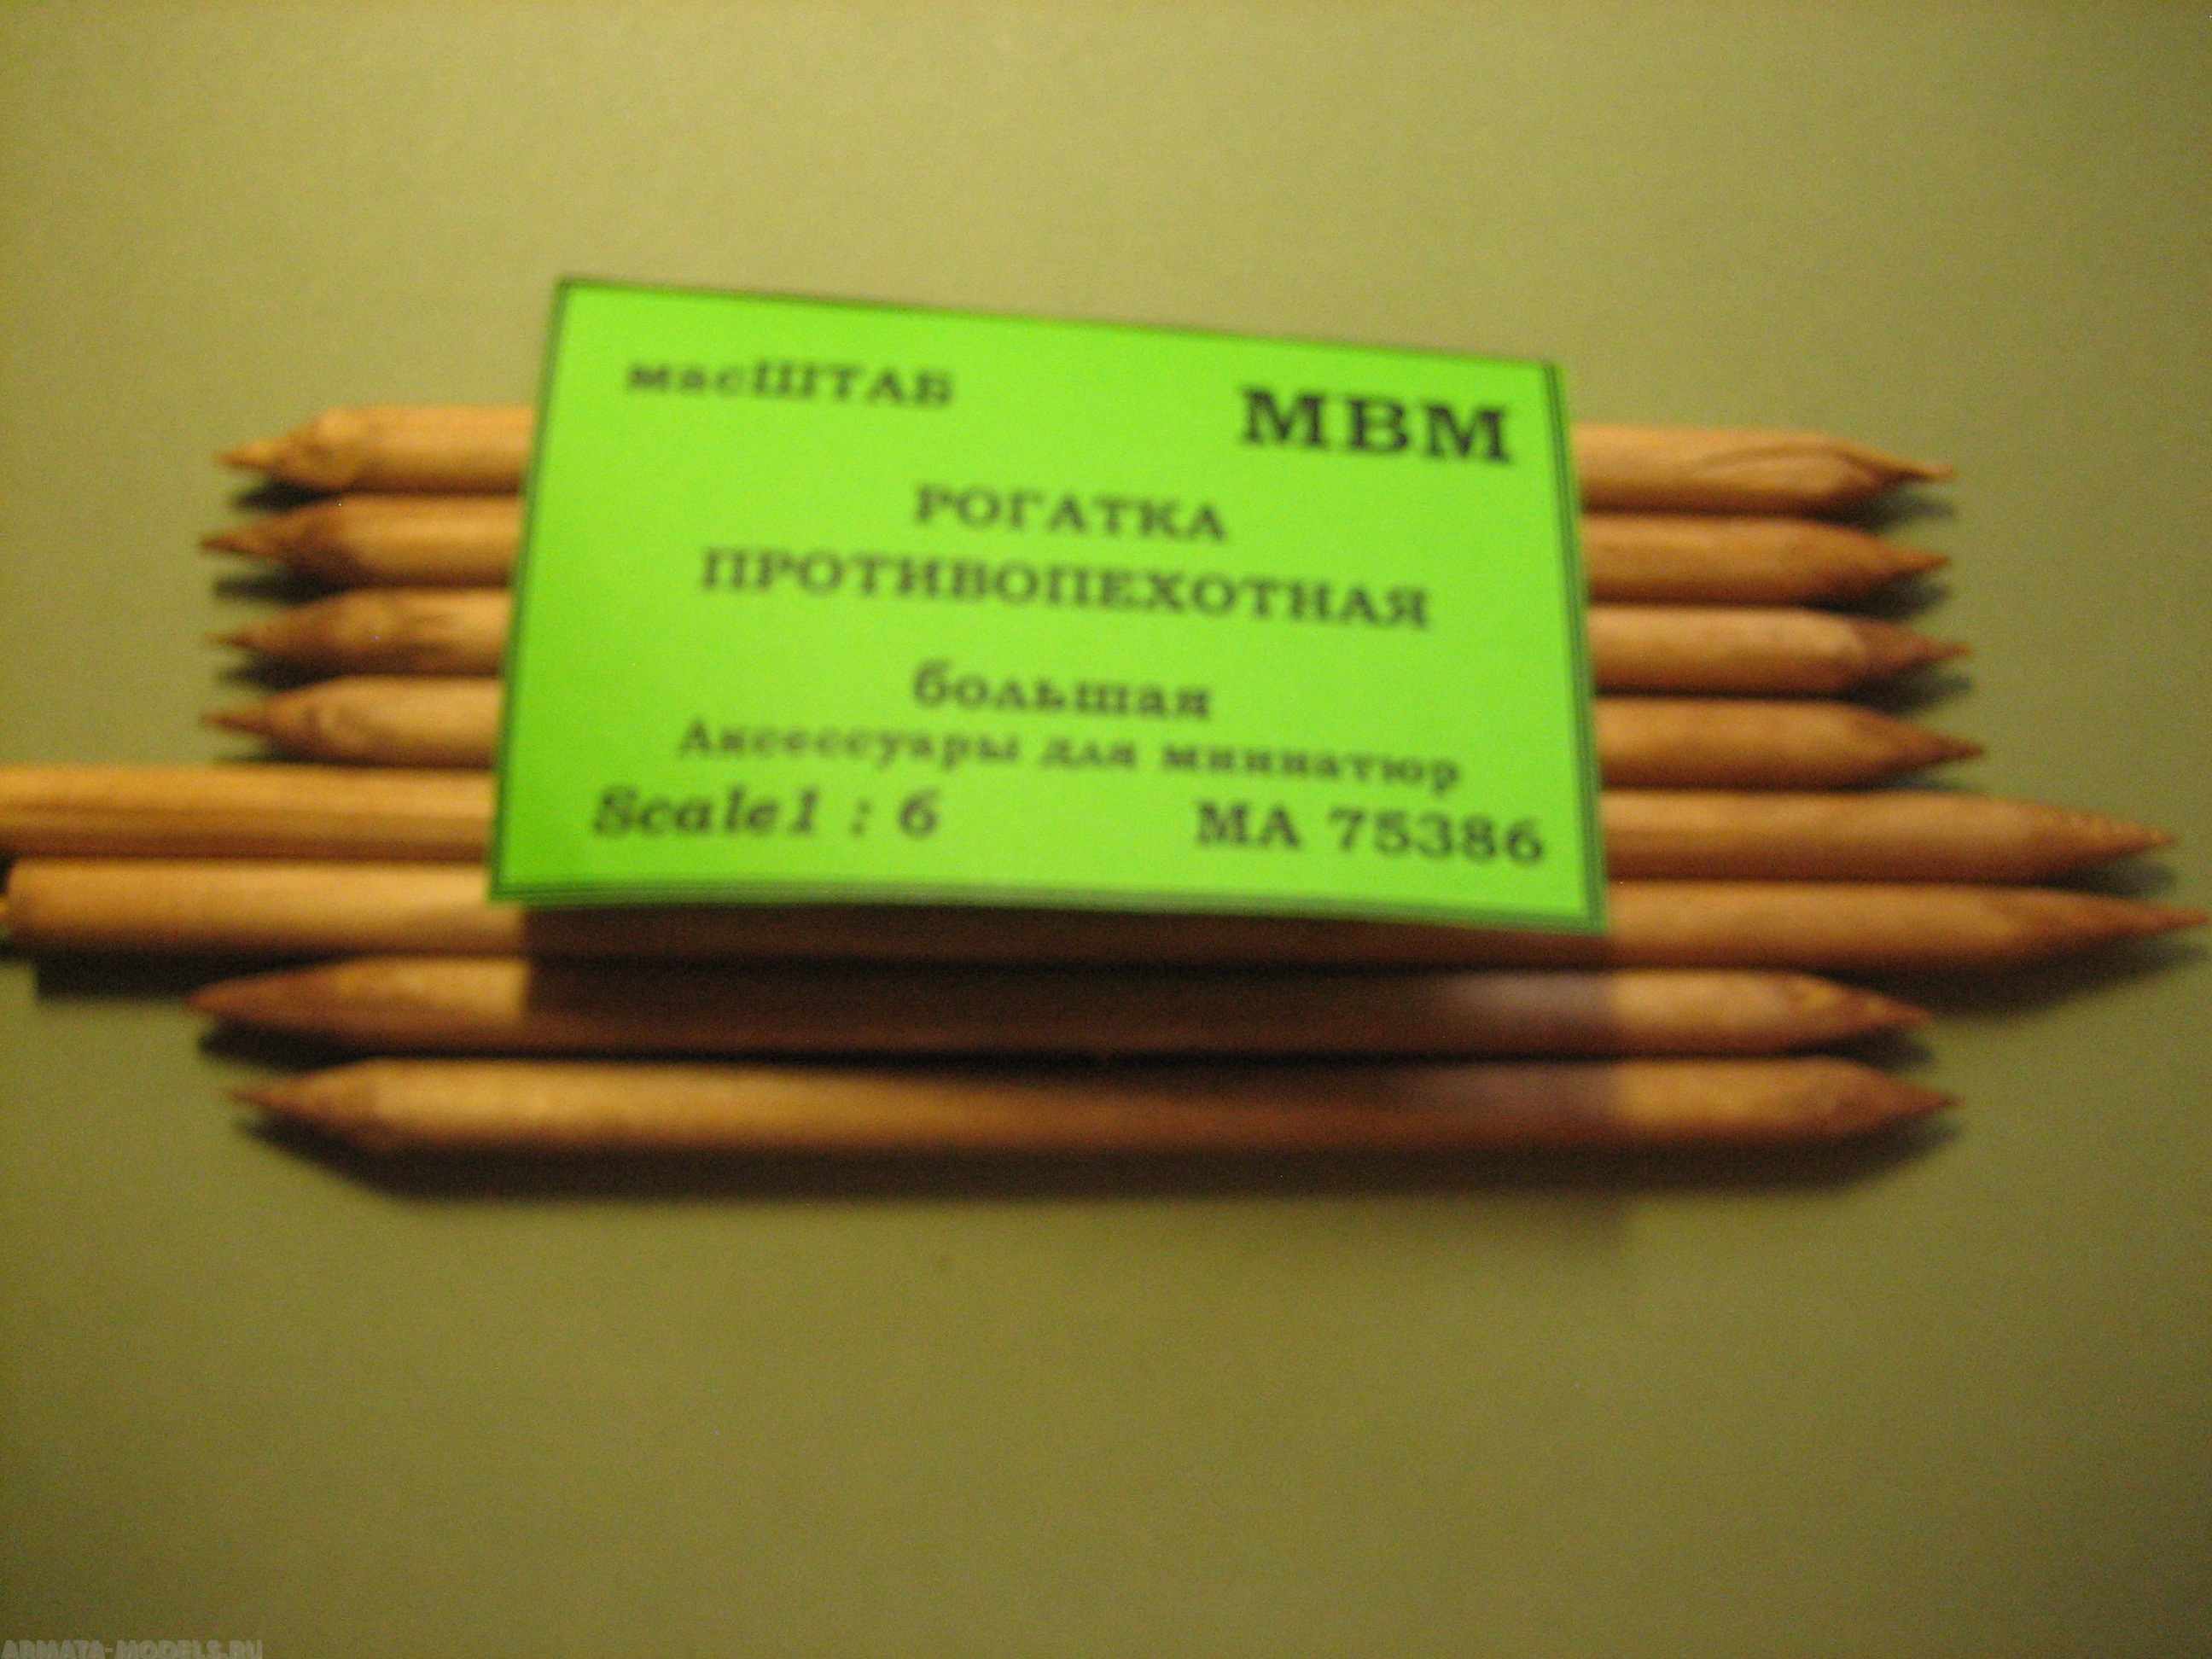 масШТАБ
МВМ
РОГАТКА
ПРОТИВОПЕХОТНАЯ
большая
Аксессуары для миниатюр
Scale1 : 6
МА 75386
ARMATA-MODELS.RU